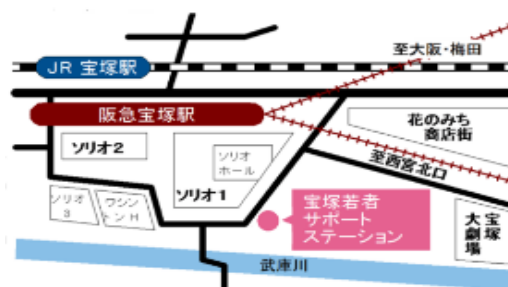 至大阪・梅田
JR 宝塚駅
阪急宝塚駅
花のみち
商店街
ソリオ2
ソリオ
ホール
至西宮北口
ソリオ1
ソリオ
3
ワシン
トンH
宝塚若者
サポート
ステーション
宝塚
大劇場
武庫川